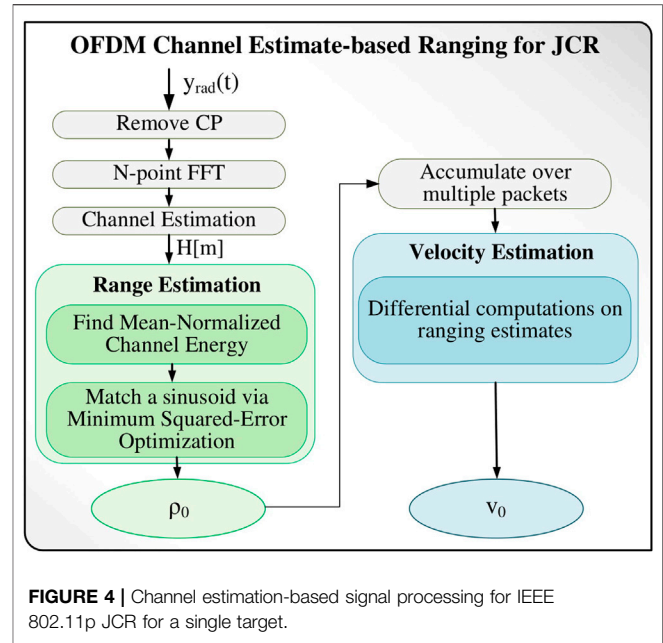 OFDM Channel Estimate-based Ranging for JCR
y_rad(t)
Remove CP
N-point FFT
Channel Estimation
H[m]
Range Estimation
Find Mean-Normalized
Channel Energy
Match a sinusoid via
Minimum Squared-Error
Optimization
ρ₀
Accumulate over
multiple packets
Velocity Estimation
Differential computations on
ranging estimates
v₀
FIGURE 4 | Channel estimation-based signal processing for IEEE
802.11p JCR for a single target.